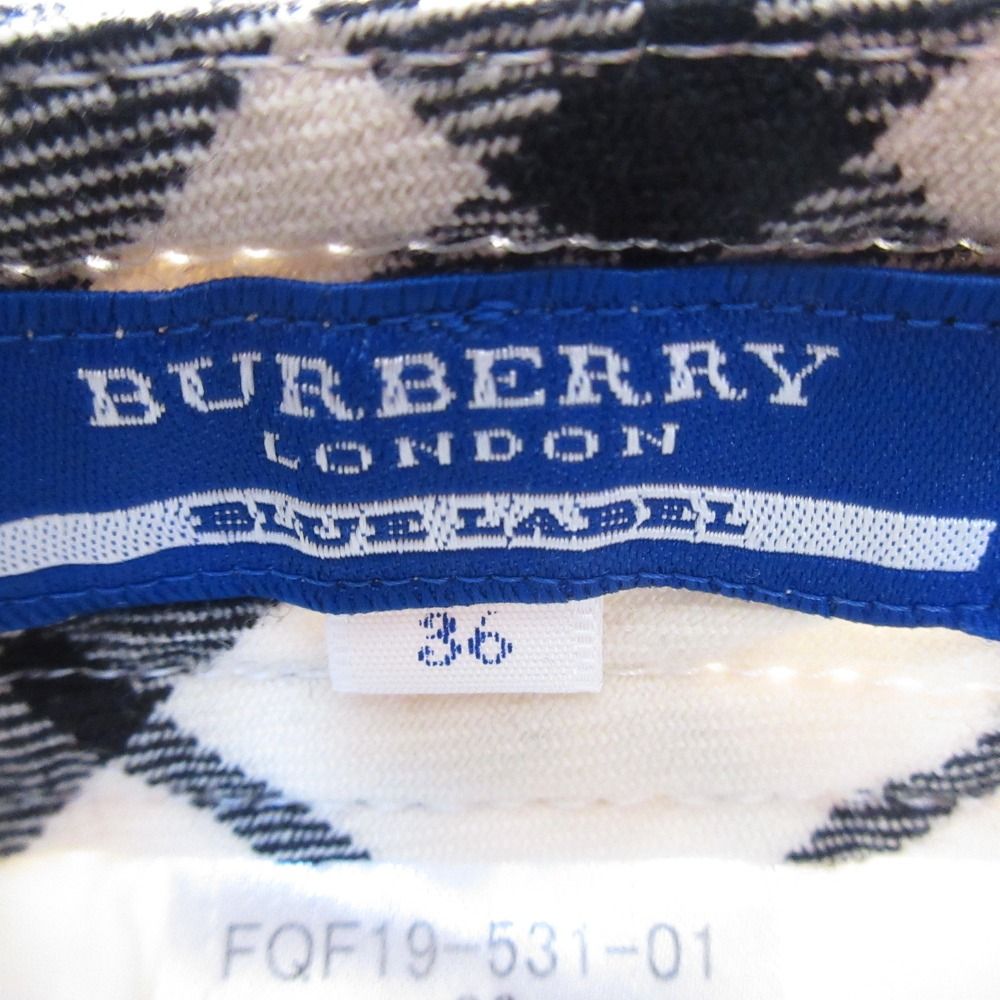 BURBERRY
LONDON
BLUE LABEL
36
FQF19-531-01